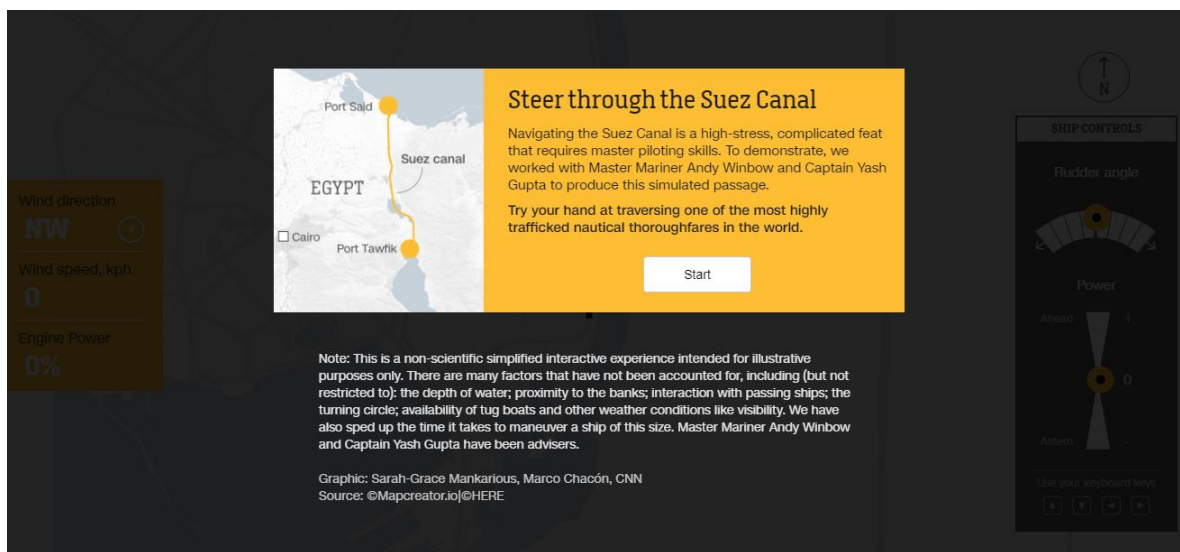 Port Said
Suez canal
EGYPT
Cairo
Port Tawfik
Steer through the Suez Canal
Navigating the Suez Canal is a high-stress, complicated feat
that requires master piloting skills. To demonstrate, we
worked with Master Mariner Andy Winbow and Captain Yash
Gupta to produce this simulated passage.
Try your hand at traversing one of the most highly
trafficked nautical thoroughfares in the world.
Start
Wind direction
NW
Wind speed, kph
0
Engine Power
0%
N
SHIP CONTROLS
Rudder angle
Power
Ahead +
0
Astern -
Use your keyboard keys
Note: This is a non-scientific simplified interactive experience intended for illustrative
purposes only. There are many factors that have not been accounted for, including (but not
restricted to): the depth of water; proximity to the banks; interaction with passing ships; the
turning circle; availability of tug boats and other weather conditions like visibility. We have
also sped up the time it takes to maneuver a ship of this size. Master Mariner Andy Winbow
and Captain Yash Gupta have been advisers.
Graphic: Sarah-Grace Mankarious, Marco Chacón, CNN
Source: ©Mapcreator.io|©HERE